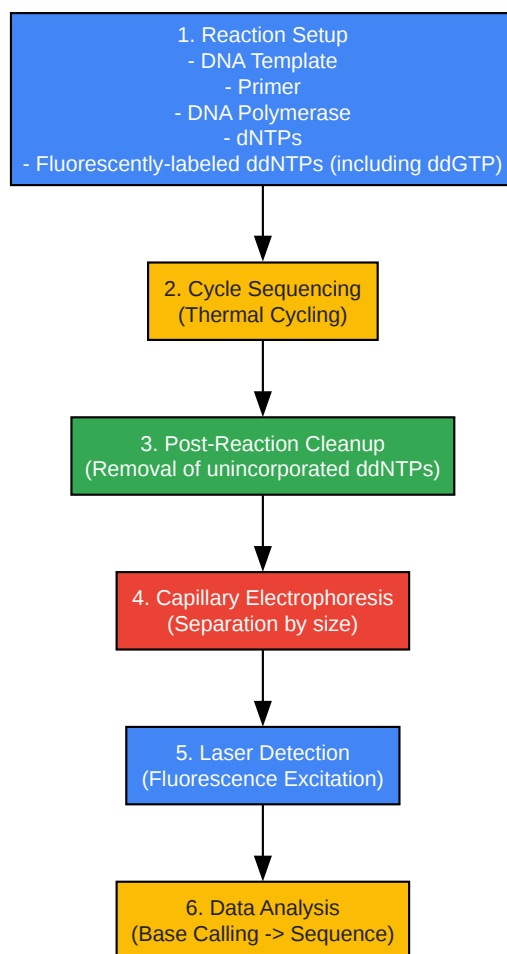 1. Reaction Setup
- DNA Template
- Primer
- DNA Polymerase
- dNTPs
- Fluorescently-labeled ddNTPs (including ddGTP)
2. Cycle Sequencing
(Thermal Cycling)
3. Post-Reaction Cleanup
(Removal of unincorporated ddNTPs)
4. Capillary Electrophoresis
(Separation by size)
5. Laser Detection
(Fluorescence Excitation)
6. Data Analysis
(Base Calling -> Sequence)